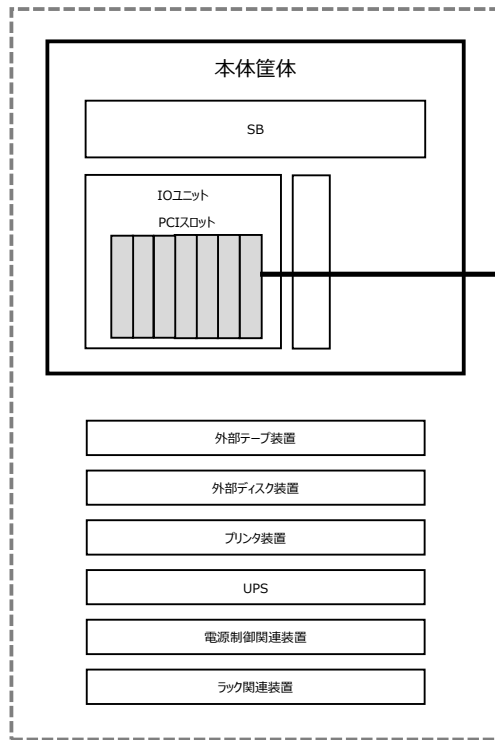 本体筐体
SB
IOユニット
PCIスロット
外部テープ装置
外部ディスク装置
プリンタ装置
UPS
電源制御関連装置
ラック関連装置